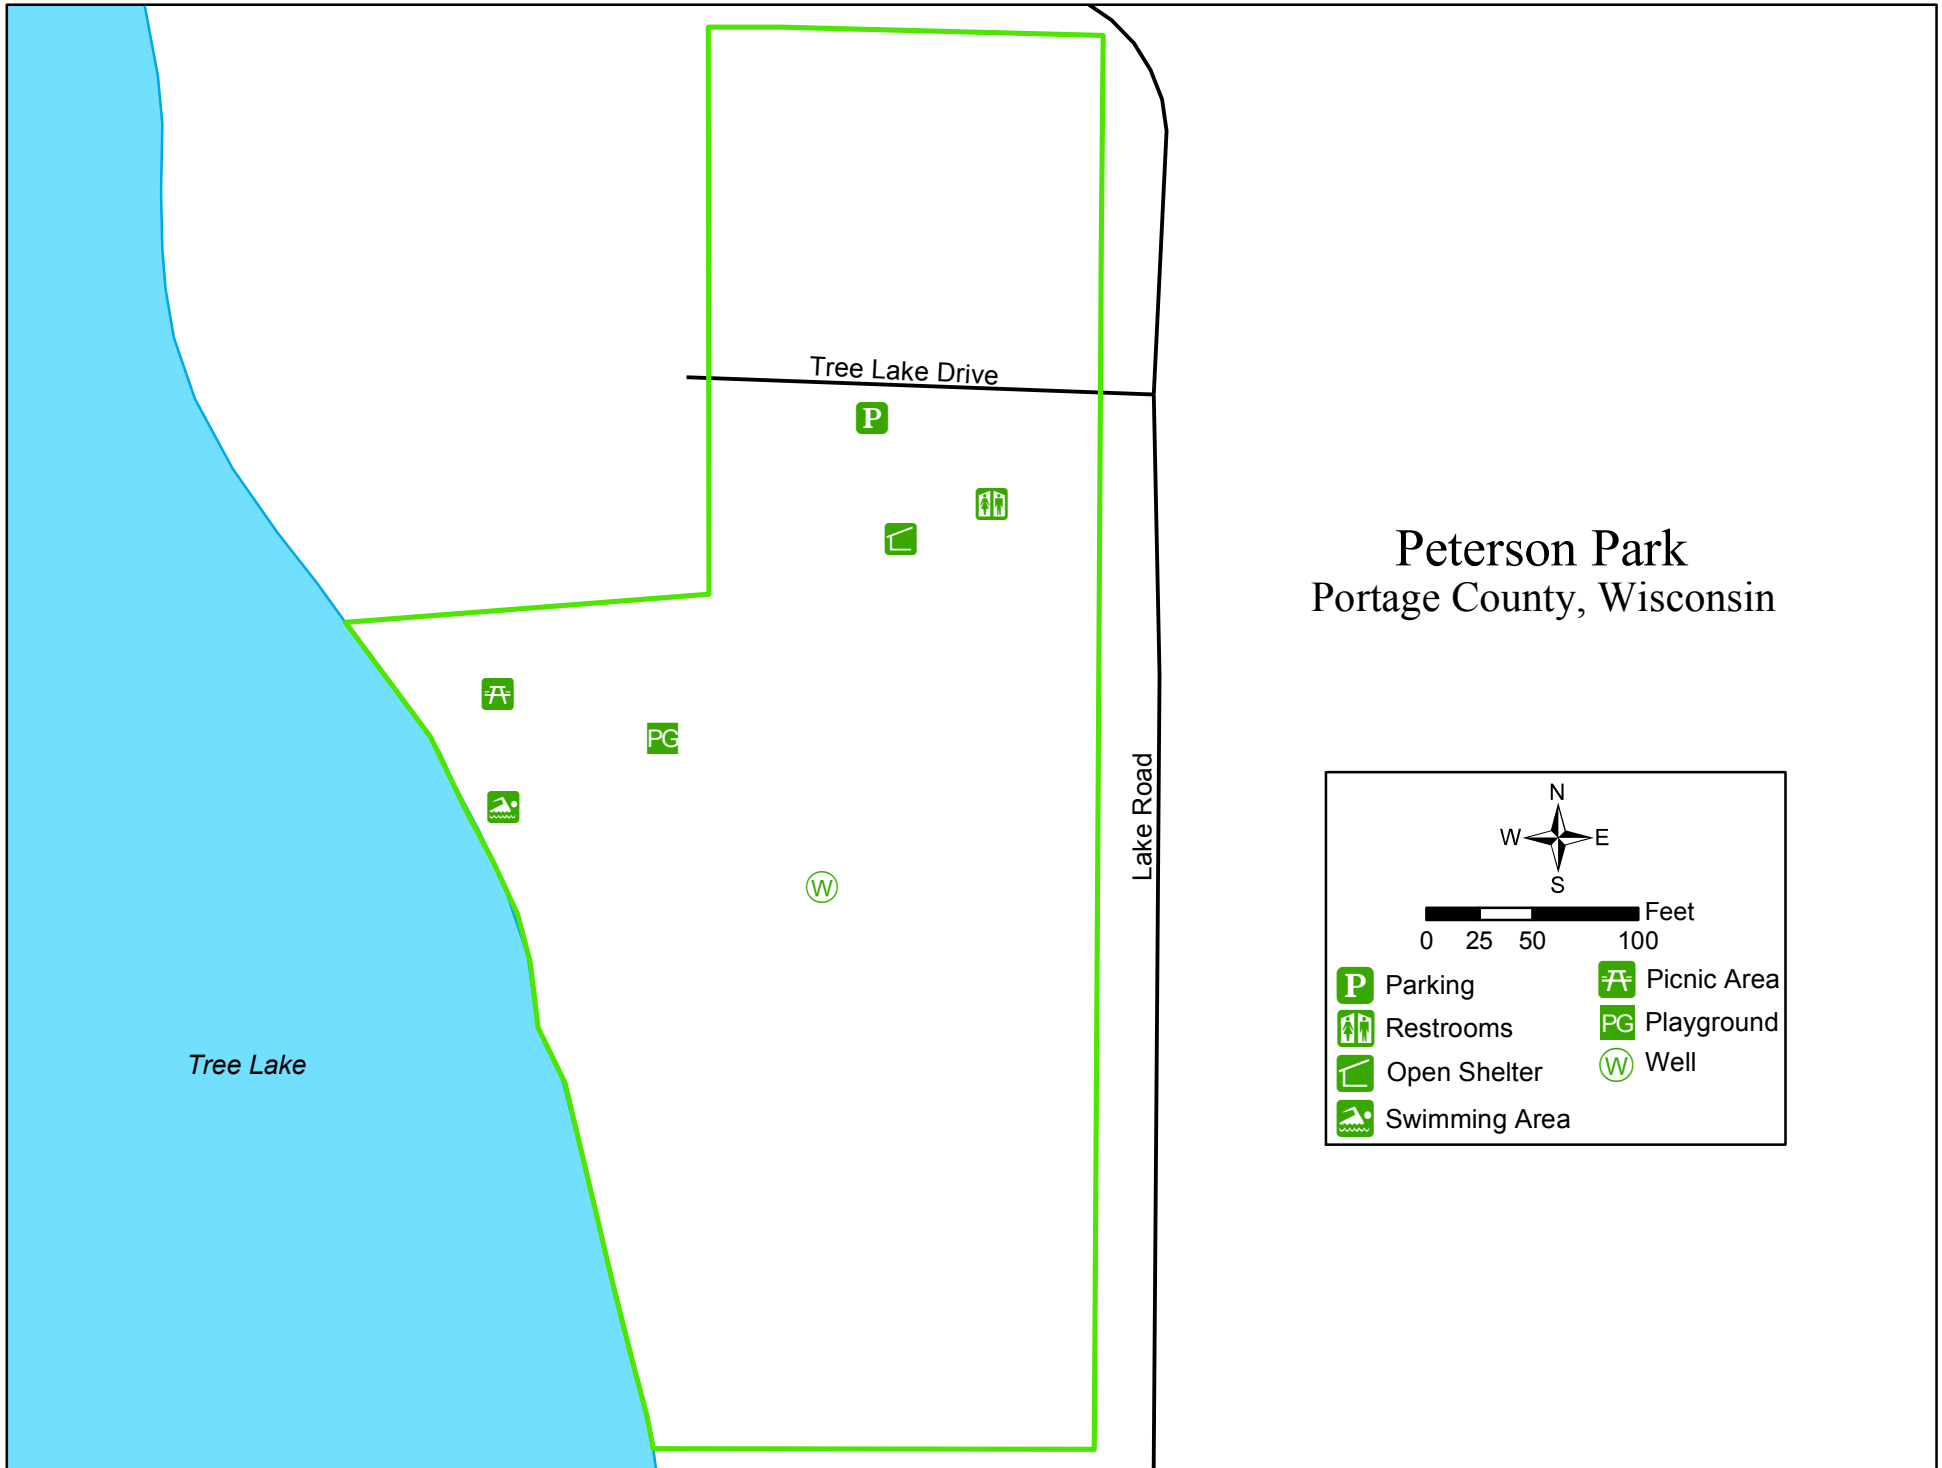 Tree Lake Drive
P
Peterson Park
Portage County, Wisconsin
PG
Lake Road
W
Tree Lake
N
W E
S
Feet
0 25 50 100
P Parking
Restrooms
Open Shelter
Swimming Area
Picnic Area
PG Playground
W Well